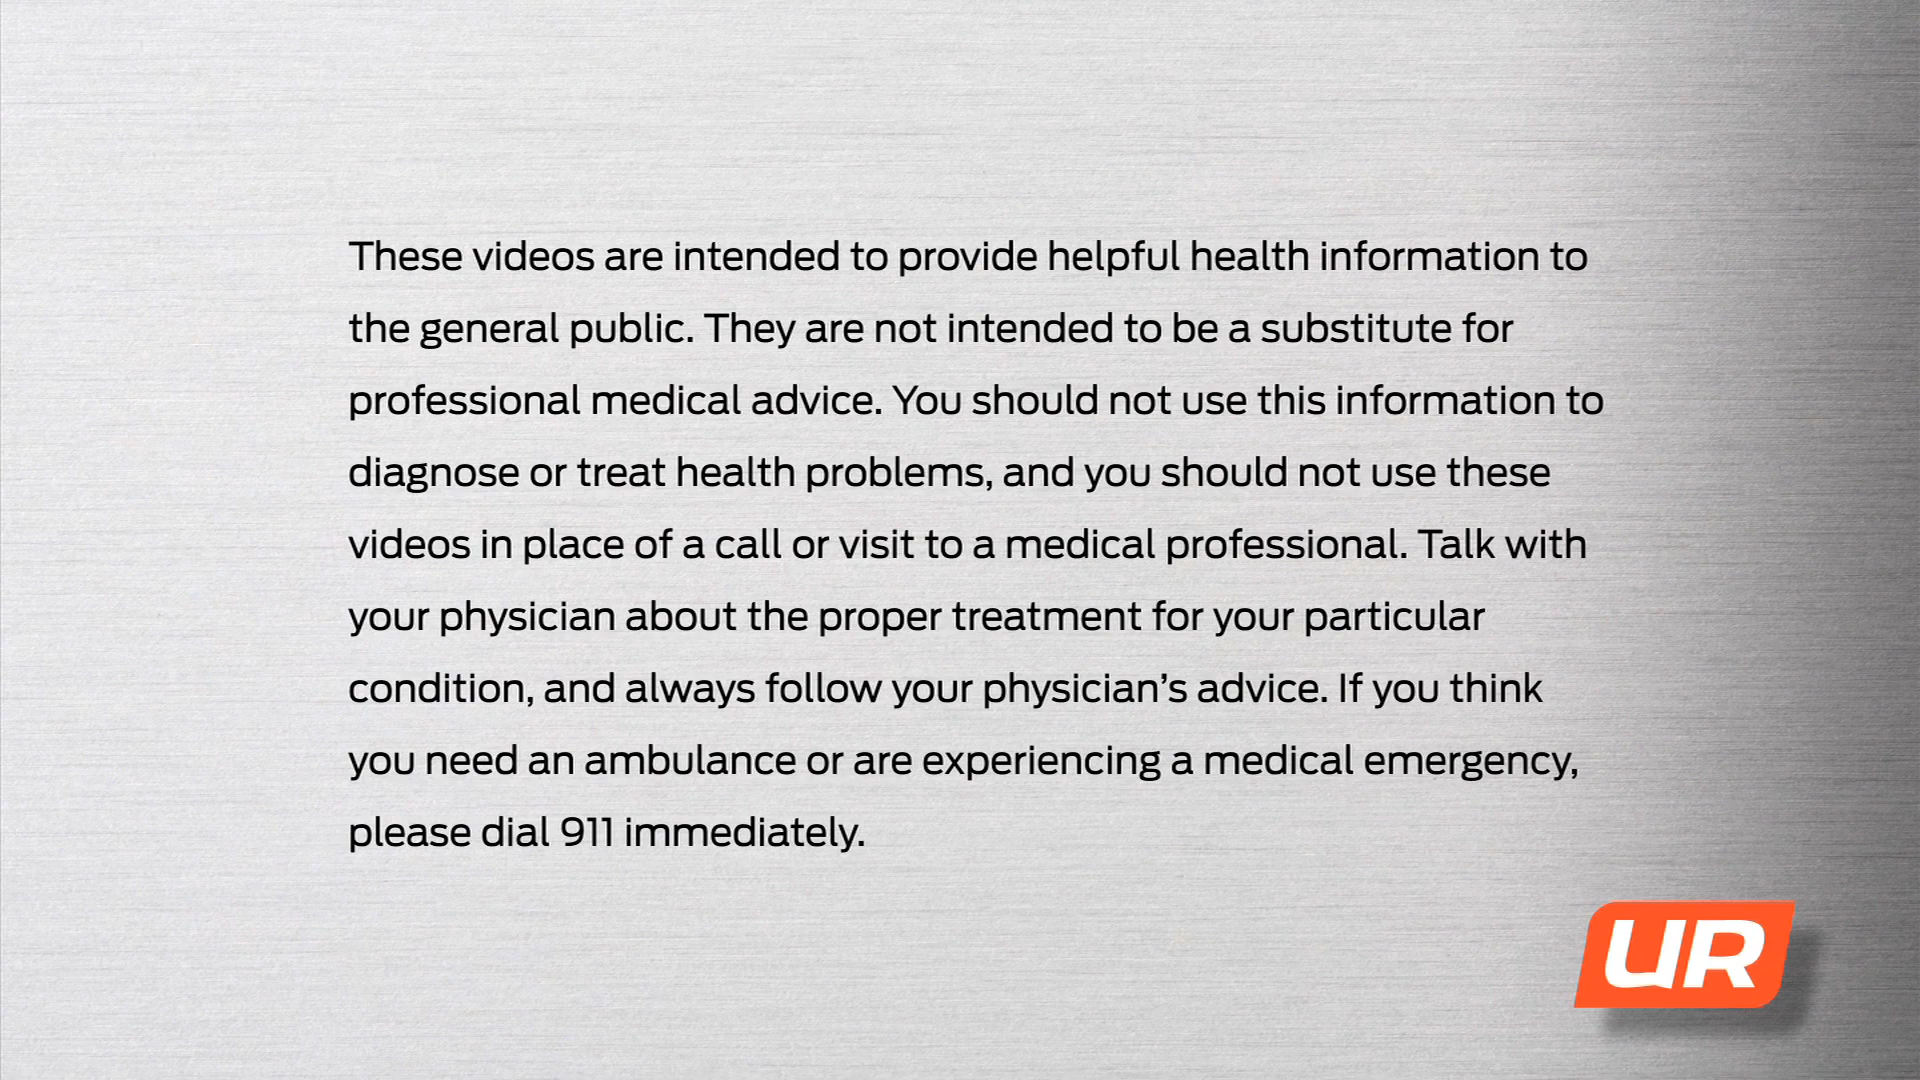 These videos are intended to provide helpful health information to
the general public. They are not intended to be a substitute for
professional medical advice. You should not use this information to
diagnose or treat health problems, and you should not use these
videos in place of a call or visit to a medical professional. Talk with
your physician about the proper treatment for your particular
condition, and always follow your physician’s advice. If you think
you need an ambulance or are experiencing a medical emergency,
please dial 911 immediately.
UR